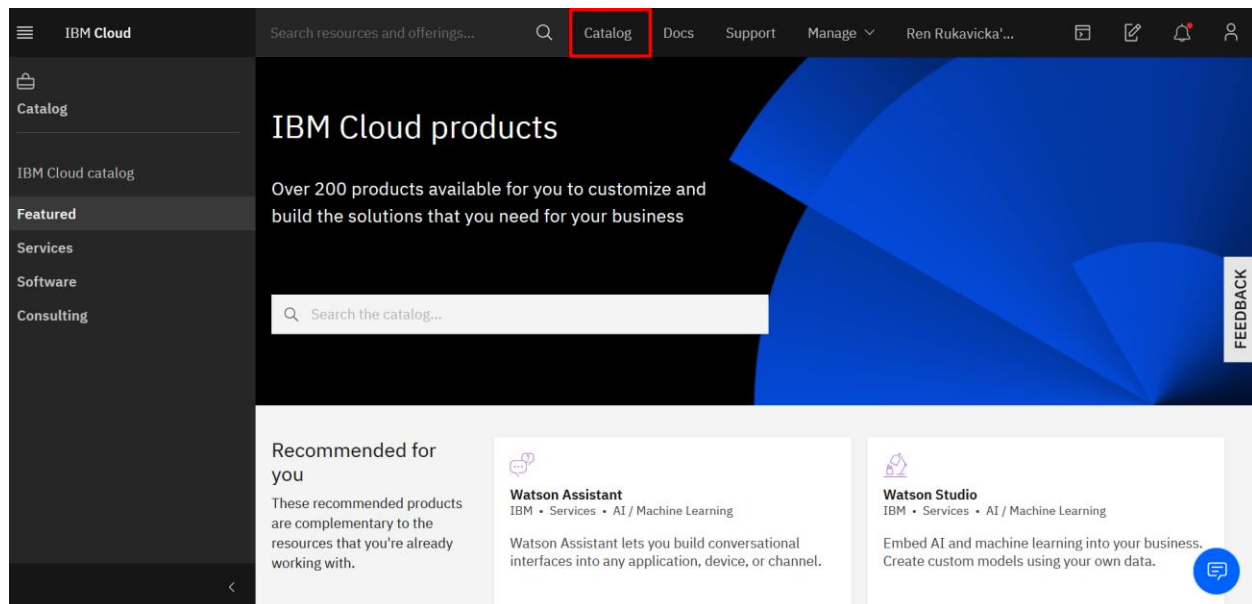 IBM Cloud
Search resources and offerings...
Catalog
Docs
Support
Manage
Ren Rukavicka'...
Catalog
IBM Cloud catalog
Featured
Services
Software
Consulting
IBM Cloud products
Over 200 products available for you to customize and
build the solutions that you need for your business
Search the catalog...
FEEDBACK
Recommended for
you
These recommended products
are complementary to the
resources that you're already
working with.
Watson Assistant
IBM • Services • AI / Machine Learning
Watson Assistant lets you build conversational
interfaces into any application, device, or channel.
Watson Studio
IBM • Services • AI / Machine Learning
Embed AI and machine learning into your business.
Create custom models using your own data.